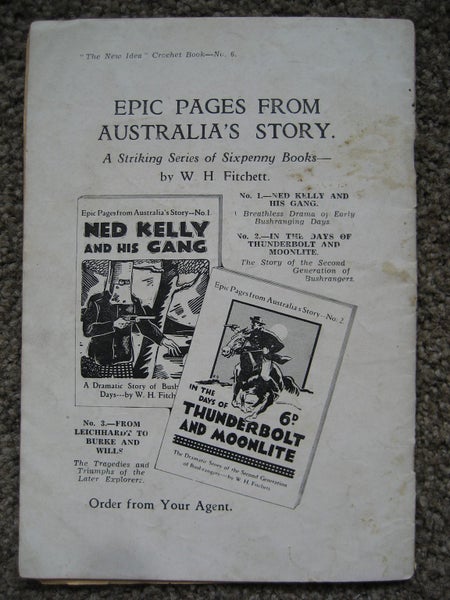 "The New Idea" Crochet Book—No. 6.
EPIC PAGES FROM
AUSTRALIA'S STORY.
A Striking Series of Sixpenny Books—
by W. H. Fitchett.
No. 1.—NED KELLY AND
HIS GANG.
Breathless Drama of Early
Bushranging Days.
No. 2.—IN THE DAYS OF
THUNDERBOLT AND
MOONLITE.
The Story of the Second
Generation of
Bushrangers.
Epic Pages from Australia's Story—No. 1
NED KELLY
AND HIS GANG
A Dramatic Story of
Days—by W. H.
Epic Pages from Australia's Story—No. 2
IN THE
DAYS OF
6D
THUNDERBOLT
AND MOONLITE
The Dramatic Story of the Second Generation
of Bushrangers—by W. H. Fitchett
No. 3.—FROM
LEICHHARDT TO
BURKE AND
WILLS
The Tragedies and
Triumphs of the
Later Explorers.
Order from Your Agent.